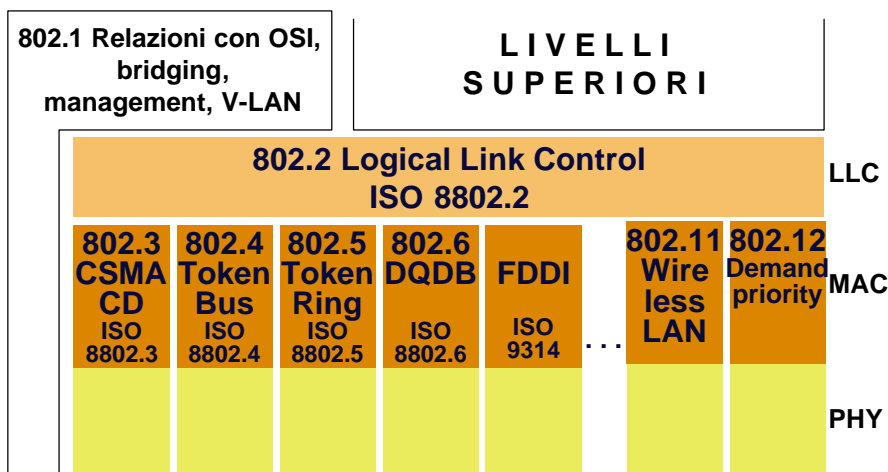 802.1 Relazioni con OSI,
bridging,
management, V-LAN
L I V E L L I
S U P E R I O R I
802.2 Logical Link Control
ISO 8802.2
LLC
802.3
CSMA
CD
ISO
8802.3
802.4
Token
Bus
ISO
8802.4
802.5
Token
Ring
ISO
8802.5
802.6
DQDB
ISO
8802.6
FDDI
ISO
9314
. . .
802.11
Wire
less
LAN
802.12
Demand
priority
MAC
PHY